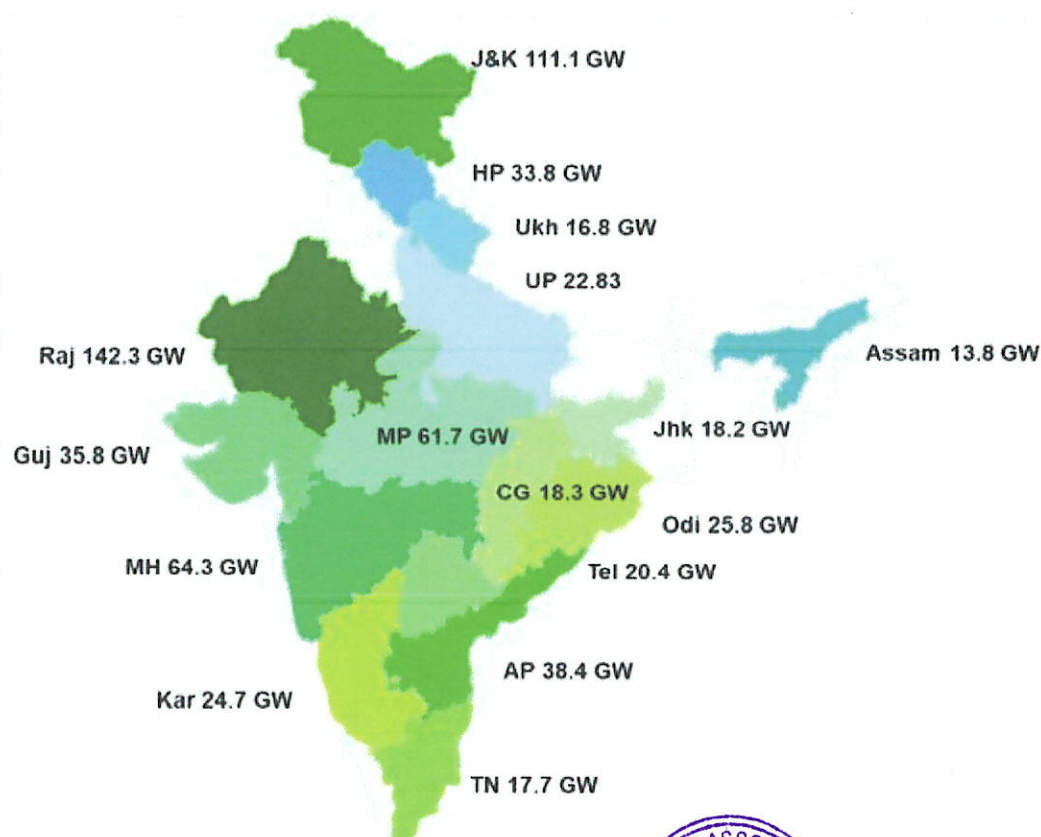 J&K 111.1 GW
HP 33.8 GW
Ukh 16.8 GW
UP 22.83
Raj 142.3 GW
Assam 13.8 GW
MP 61.7 GW
Jhk 18.2 GW
Guj 35.8 GW
CG 18.3 GW
Odi 25.8 GW
MH 64.3 GW
Tel 20.4 GW
AP 38.4 GW
Kar 24.7 GW
TN 17.7 GW